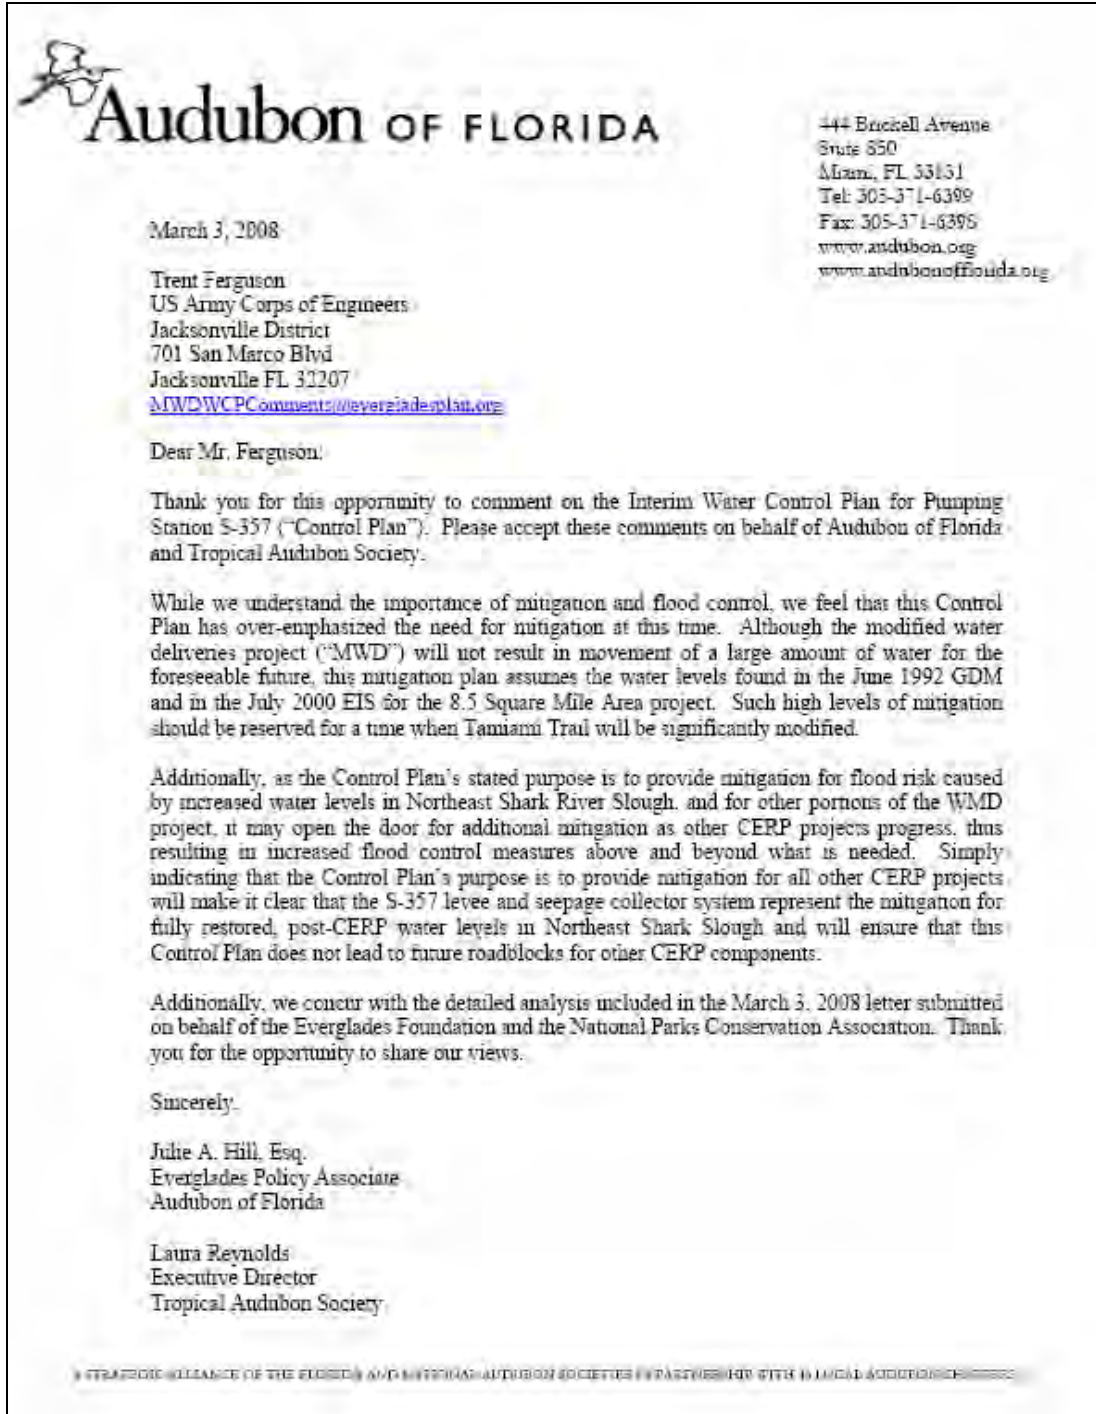 Audubon OF FLORIDA
444 Brickell Avenue
Suite 850
Miami, FL 33131
Tel: 305-371-6399
Fax: 305-371-6398
www.audubon.org
www.audubonofflorida.org
March 3, 2008
Trent Ferguson
US Army Corps of Engineers
Jacksonville District
701 San Marco Blvd
Jacksonville FL 32207
MWDWCPComments@evergladesplan.org
Dear Mr. Ferguson:
Thank you for this opportunity to comment on the Interim Water Control Plan for Pumping
Station S-357 (“Control Plan”). Please accept these comments on behalf of Audubon of Florida
and Tropical Audubon Society.
While we understand the importance of mitigation and flood control, we feel that this Control
Plan has over-emphasized the need for mitigation at this time. Although the modified water
deliveries project (“MWD”) will not result in movement of a large amount of water for the
foreseeable future, this mitigation plan assumes the water levels found in the June 1992 GDM
and in the July 2000 EIS for the 8.5 Square Mile Area project. Such high levels of mitigation
should be reserved for a time when Tamiami Trail will be significantly modified.
Additionally, as the Control Plan’s stated purpose is to provide mitigation for flood risk caused
by increased water levels in Northeast Shark River Slough, and for other portions of the WMD
project, it may open the door for additional mitigation as other CERP projects progress, thus
resulting in increased flood control measures above and beyond what is needed. Simply
indicating that the Control Plan’s purpose is to provide mitigation for all other CERP projects
will make it clear that the S-357 levee and seepage collector system represent the mitigation for
fully restored, post-CERP water levels in Northeast Shark Slough and will ensure that this
Control Plan does not lead to future roadblocks for other CERP components.
Additionally, we concur with the detailed analysis included in the March 3, 2008 letter submitted
on behalf of the Everglades Foundation and the National Parks Conservation Association. Thank
you for the opportunity to share our views.
Sincerely,
Julie A. Hill, Esq.
Everglades Policy Associate
Audubon of Florida
Laura Reynolds
Executive Director
Tropical Audubon Society
A STRATEGIC ALLIANCE OF THE FLORIDA AND NATIONAL AUDUBON SOCIETIES IN PARTNERSHIP WITH LOCAL AUDUBON